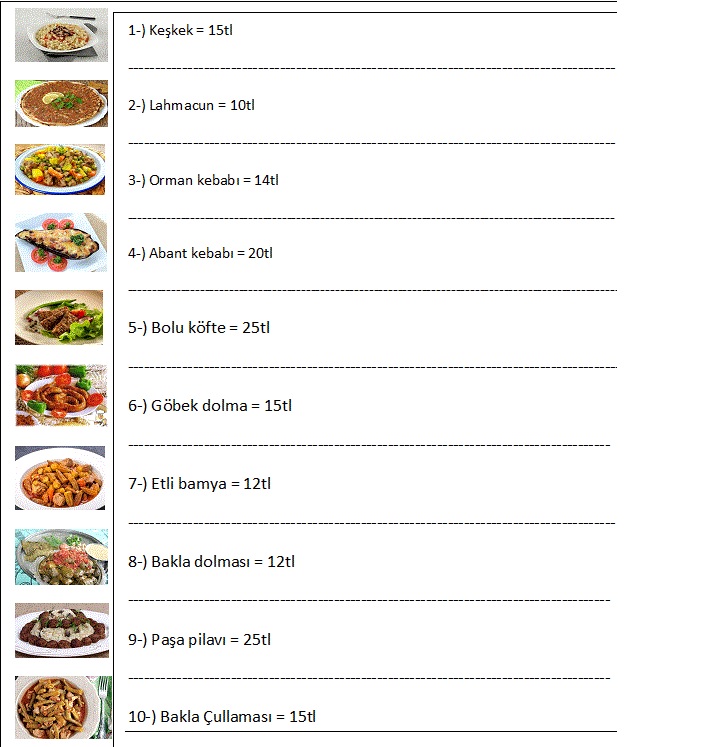 1-) Keşkek = 15tl
2-) Lahmacun = 10tl
3-) Orman kebabı = 14tl
4-) Abant kebabı = 20tl
5-) Bolu köfte = 25tl
6-) Göbek dolma = 15tl
7-) Etli bamya = 12tl
8-) Bakla dolması = 12tl
9-) Paşa pilavı = 25tl
10-) Bakla Çullaması = 15tl